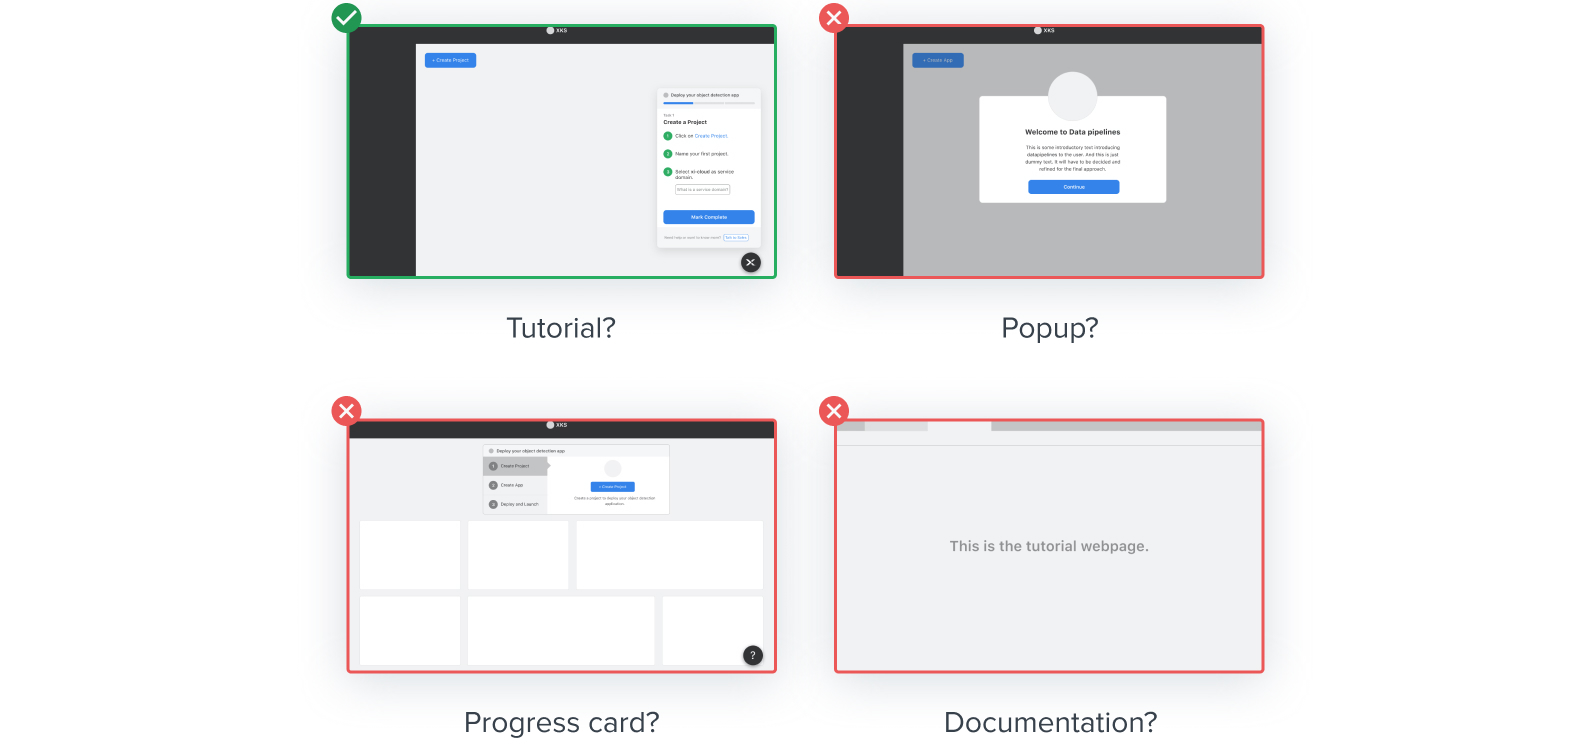 XKS
+ Create Project
Deploy your object detection app
Task 1
Create a Project
1 Click on Create Project.
2 Name your first project.
3 Select xi-cloud as service
domain.
What is a service domain?
Mark Complete
Need help or want to know more?
Tutorial?
XKS
+ Create App
Welcome to Data pipelines
This is some introductory text introducing
datapipelines to the user. And this is just
dummy text. It will have to be decided and
refined for the final approach.
Continue
Popup?
XKS
Deploy your object detection app
1 Create Project
2 Create App
3 Deploy and Launch
+ Create Project
Create a project to deploy your object detection
application.
?
Progress card?
This is the tutorial webpage.
Documentation?